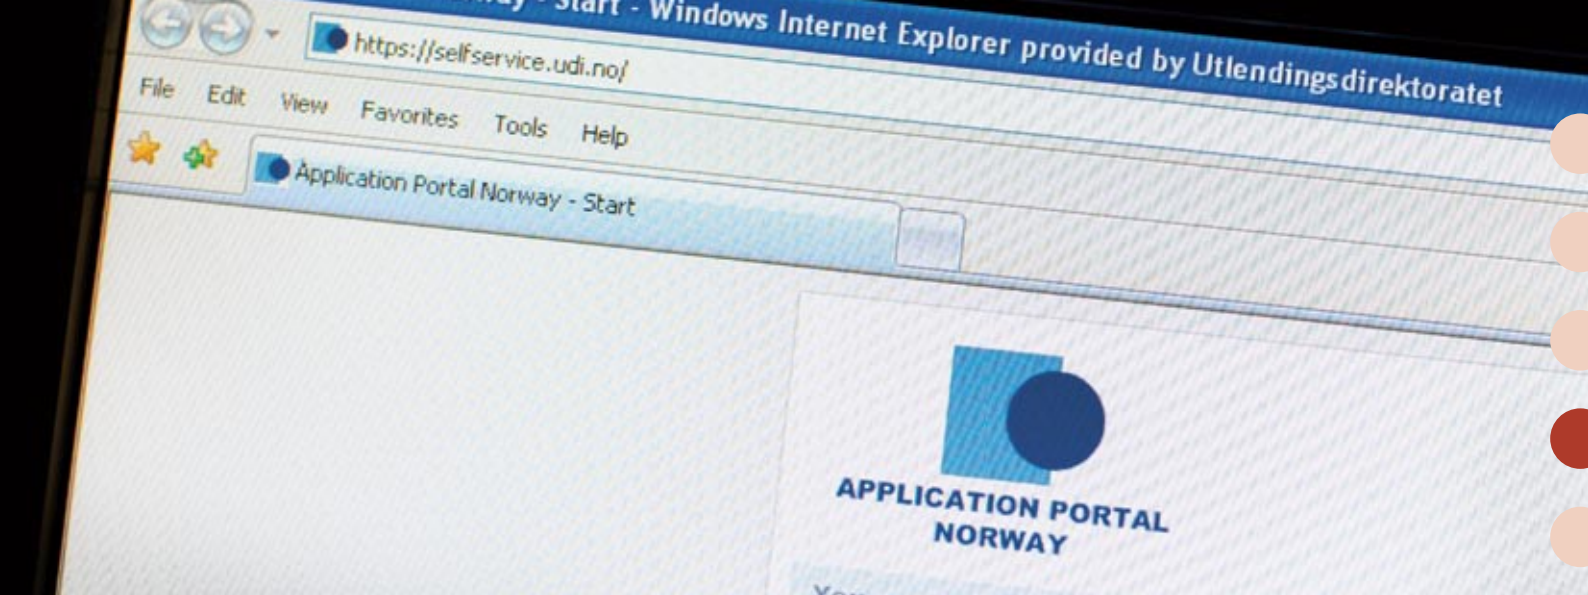 Start - Windows Internet Explorer provided by Utlendingsdirektoratet
https://selfservice.udi.no/
File Edit View Favorites Tools Help
Application Portal Norway - Start
APPLICATION PORTAL
NORWAY